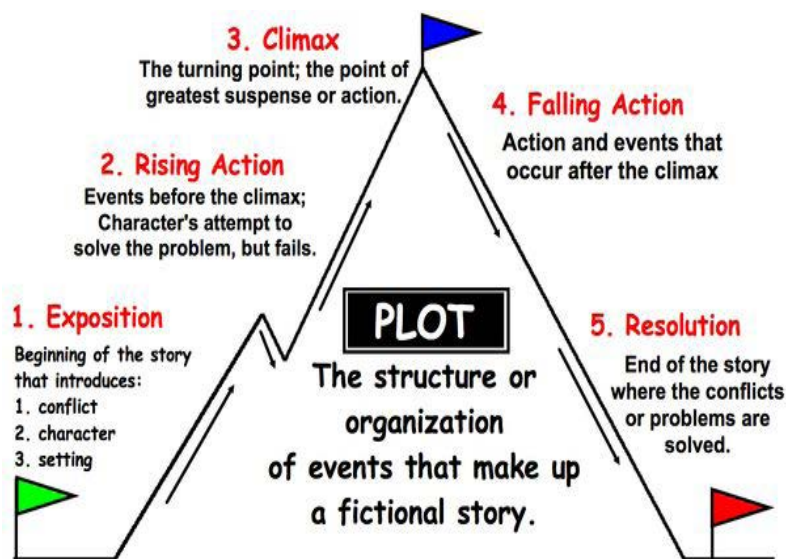 3. Climax
The turning point; the point of
greatest suspense or action.
4. Falling Action
Action and events that
occur after the climax
2. Rising Action
Events before the climax;
Character's attempt to
solve the problem, but fails.
1. Exposition
Beginning of the story
that introduces:
1. conflict
2. character
3. setting
PLOT
The structure or
organization
of events that make up
a fictional story.
5. Resolution
End of the story
where the conflicts
or problems are
solved.